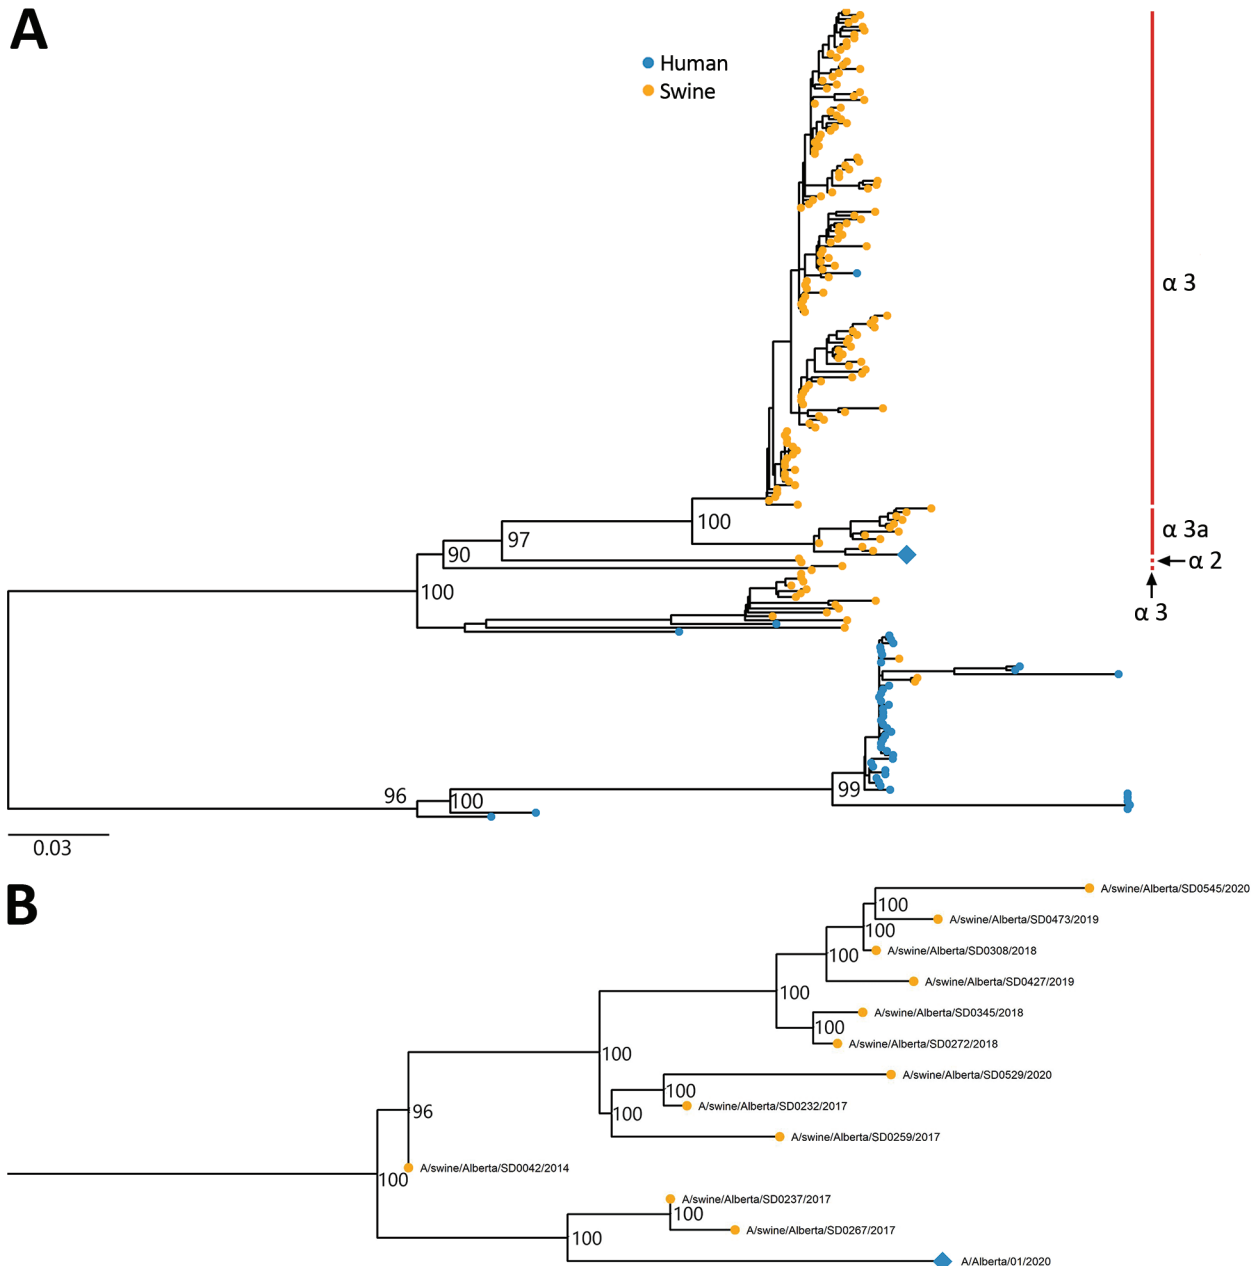 A
Human
Swine
α 3
100
α 3a
97
90
α 2
100
α 3
96
100
99
0.03
B
A/swine/Alberta/SD0545/2020
100
A/swine/Alberta/SD0473/2019
100
A/swine/Alberta/SD0308/2018
100
A/swine/Alberta/SD0427/2019
100
A/swine/Alberta/SD0345/2018
100
A/swine/Alberta/SD0272/2018
100
A/swine/Alberta/SD0529/2020
100
A/swine/Alberta/SD0232/2017
100
96
A/swine/Alberta/SD0259/2017
A/swine/Alberta/SD0042/2014
100
A/swine/Alberta/SD0237/2017
100
A/swine/Alberta/SD0267/2017
100
A/Alberta/01/2020